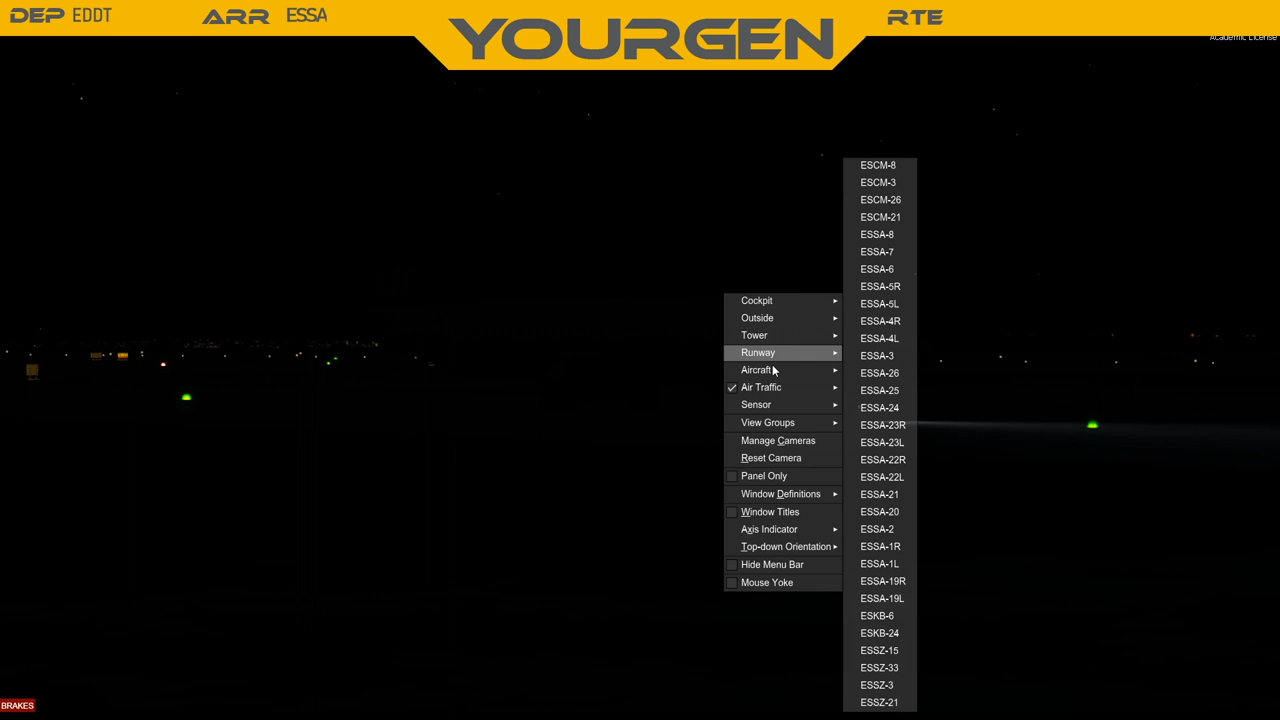 DEP EDDT
ARR ESSA
YOURGEN
RTE
Academic License
Cockpit
Outside
Tower
Runway
Aircraft
Air Traffic
Sensor
View Groups
Manage Cameras
Reset Camera
Panel Only
Window Definitions
Window Titles
Axis Indicator
Top-down Orientation
Hide Menu Bar
Mouse Yoke
ESCM-8
ESCM-3
ESCM-26
ESCM-21
ESSA-8
ESSA-7
ESSA-6
ESSA-5R
ESSA-5L
ESSA-4R
ESSA-4L
ESSA-3
ESSA-26
ESSA-25
ESSA-24
ESSA-23R
ESSA-23L
ESSA-22R
ESSA-22L
ESSA-21
ESSA-20
ESSA-2
ESSA-1R
ESSA-1L
ESSA-19R
ESSA-19L
ESKB-6
ESKB-24
ESSZ-15
ESSZ-33
ESSZ-3
ESSZ-21
BRAKES